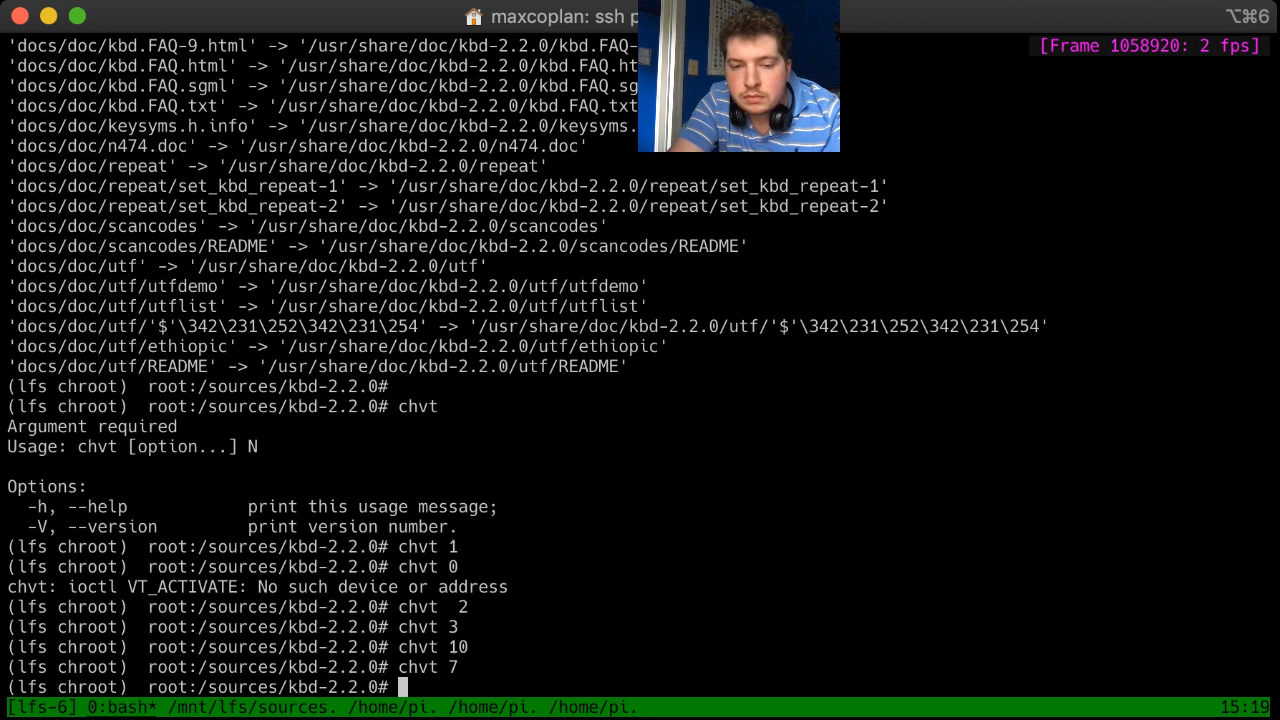 maxcoplan: ssh p
⌥⌘6
[Frame 1058920: 2 fps]
'docs/doc/kbd.FAQ-9.html' -> '/usr/share/doc/kbd-2.2.0/kbd.FAQ-
'docs/doc/kbd.FAQ.html' -> '/usr/share/doc/kbd-2.2.0/kbd.FAQ.ht
'docs/doc/kbd.FAQ.sgml' -> '/usr/share/doc/kbd-2.2.0/kbd.FAQ.sg
'docs/doc/kbd.FAQ.txt' -> '/usr/share/doc/kbd-2.2.0/kbd.FAQ.txt
'docs/doc/keysyms.h.info' -> '/usr/share/doc/kbd-2.2.0/keysyms.
'docs/doc/n474.doc' -> '/usr/share/doc/kbd-2.2.0/n474.doc'
'docs/doc/repeat' -> '/usr/share/doc/kbd-2.2.0/repeat'
'docs/doc/repeat/set_kbd_repeat-1' -> '/usr/share/doc/kbd-2.2.0/repeat/set_kbd_repeat-1'
'docs/doc/repeat/set_kbd_repeat-2' -> '/usr/share/doc/kbd-2.2.0/repeat/set_kbd_repeat-2'
'docs/doc/scancodes' -> '/usr/share/doc/kbd-2.2.0/scancodes'
'docs/doc/scancodes/README' -> '/usr/share/doc/kbd-2.2.0/scancodes/README'
'docs/doc/utf' -> '/usr/share/doc/kbd-2.2.0/utf'
'docs/doc/utf/utfdemo' -> '/usr/share/doc/kbd-2.2.0/utf/utfdemo'
'docs/doc/utf/utflist' -> '/usr/share/doc/kbd-2.2.0/utf/utflist'
'docs/doc/utf/'$'\342\231\252\342\231\254' -> '/usr/share/doc/kbd-2.2.0/utf/'$'\342\231\252\342\231\254'
'docs/doc/utf/ethiopic' -> '/usr/share/doc/kbd-2.2.0/utf/ethiopic'
'docs/doc/utf/README' -> '/usr/share/doc/kbd-2.2.0/utf/README'
(lfs chroot)  root:/sources/kbd-2.2.0#
(lfs chroot)  root:/sources/kbd-2.2.0# chvt
Argument required
Usage: chvt [option...] N
Options:
-h, --help         print this usage message;
-V, --version      print version number.
(lfs chroot)  root:/sources/kbd-2.2.0# chvt 1
(lfs chroot)  root:/sources/kbd-2.2.0# chvt 0
chvt: ioctl VT_ACTIVATE: No such device or address
(lfs chroot)  root:/sources/kbd-2.2.0# chvt  2
(lfs chroot)  root:/sources/kbd-2.2.0# chvt 3
(lfs chroot)  root:/sources/kbd-2.2.0# chvt 10
(lfs chroot)  root:/sources/kbd-2.2.0# chvt 7
(lfs chroot)  root:/sources/kbd-2.2.0#
[lfs-6] 0:bash* /mnt/lfs/sources. /home/pi. /home/pi. /home/pi. 15:19